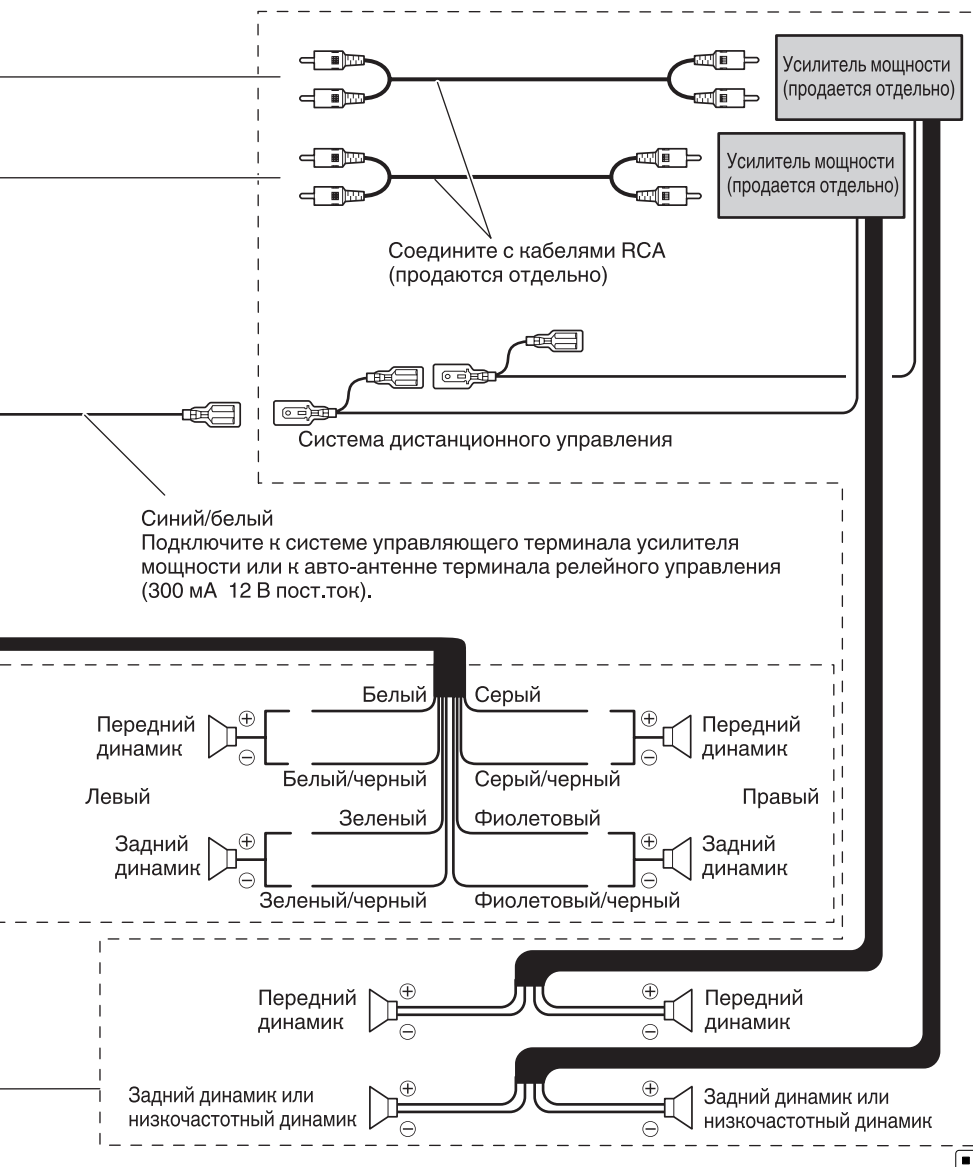 Усилитель мощности
(продается отдельно)
Усилитель мощности
(продается отдельно)
Соедините с кабелями RCA
(продаются отдельно)
Система дистанционного управления
Синий/белый
Подключите к системе управляющего терминала усилителя
мощности или к авто-антенне терминала релейного управления
(300 мА 12 В пост.ток).
Белый
Серый
Передний
динамик
⊕
⊖
⊕
⊖
Передний
динамик
Белый/черный
Серый/черный
Левый
Правый
Зеленый
Фиолетовый
Задний
динамик
⊕
⊖
⊕
⊖
Задний
динамик
Зеленый/черный
Фиолетовый/черный
Передний
динамик
⊕
⊖
⊕
⊖
Передний
динамик
Задний динамик или
низкочастотный динамик
⊕
⊖
⊕
⊖
Задний динамик или
низкочастотный динамик